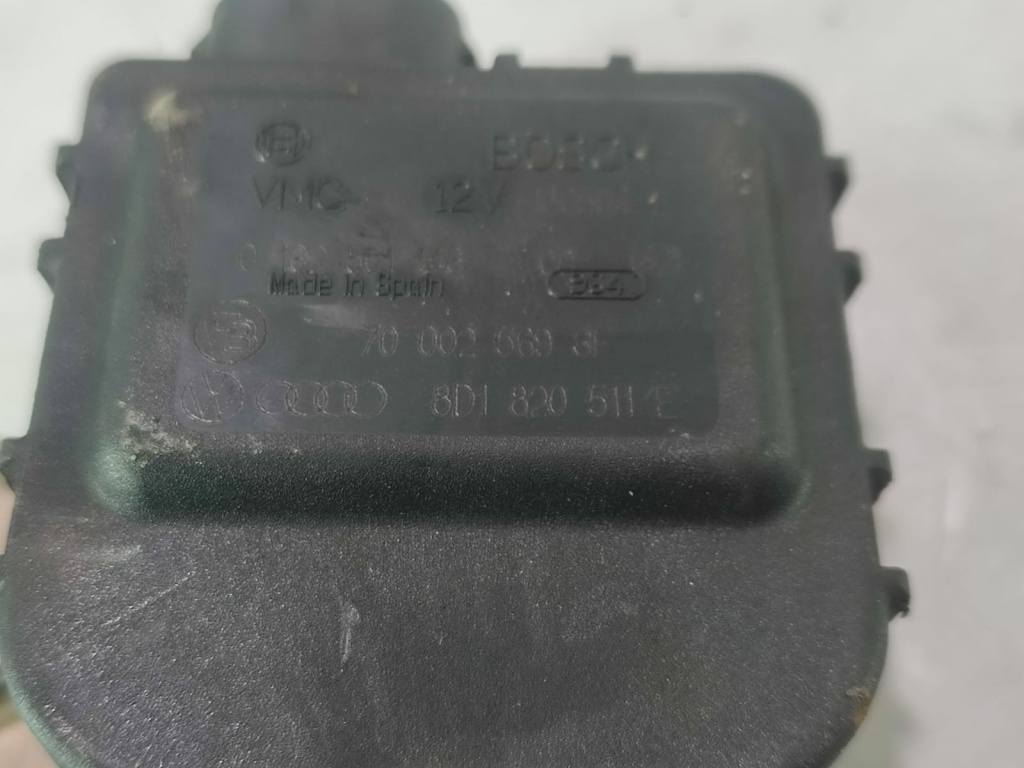 BOSCH
VMC 12V
Made in Spain 364
70 002 569
8D1 820 511 E